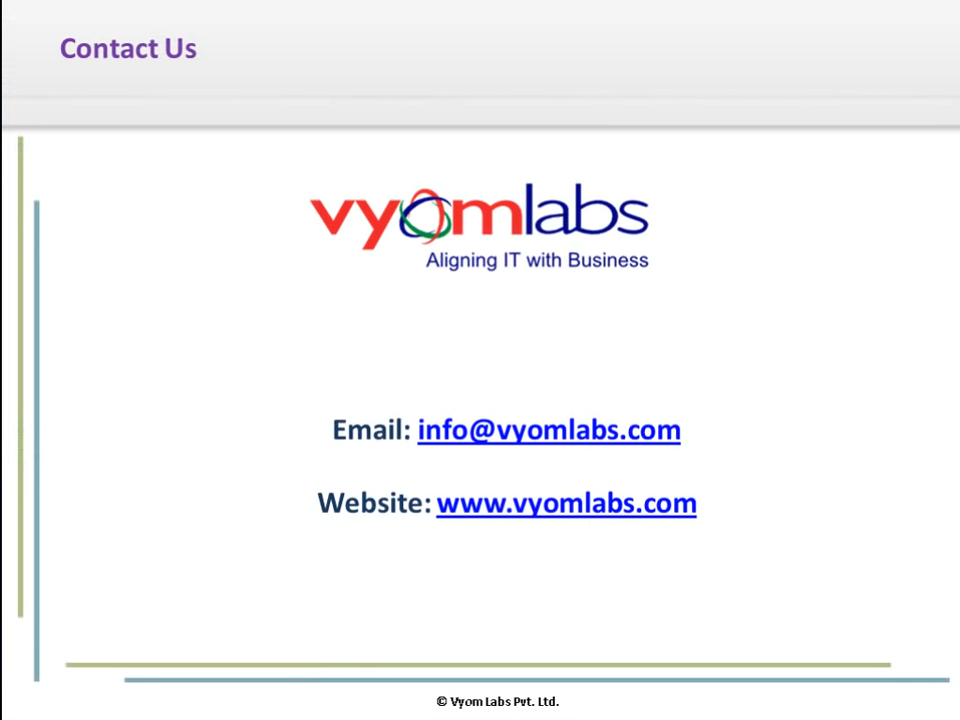 Contact Us
vyomlabs
Aligning IT with Business
Email: info@vyomlabs.com
Website: www.vyomlabs.com
© Vyom Labs Pvt. Ltd.